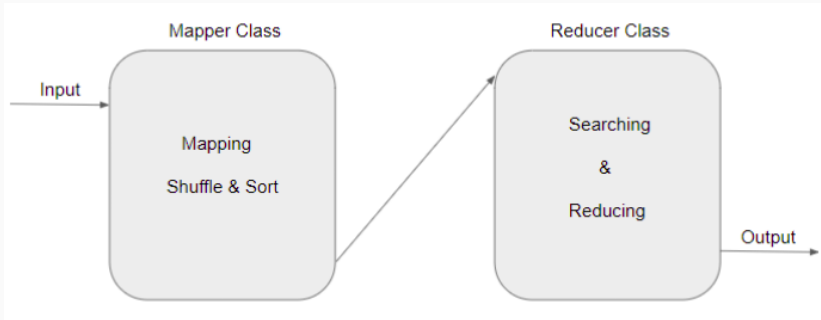 Mapper Class
Reducer Class
Input
Mapping
Shuffle & Sort
Searching
&
Reducing
Output